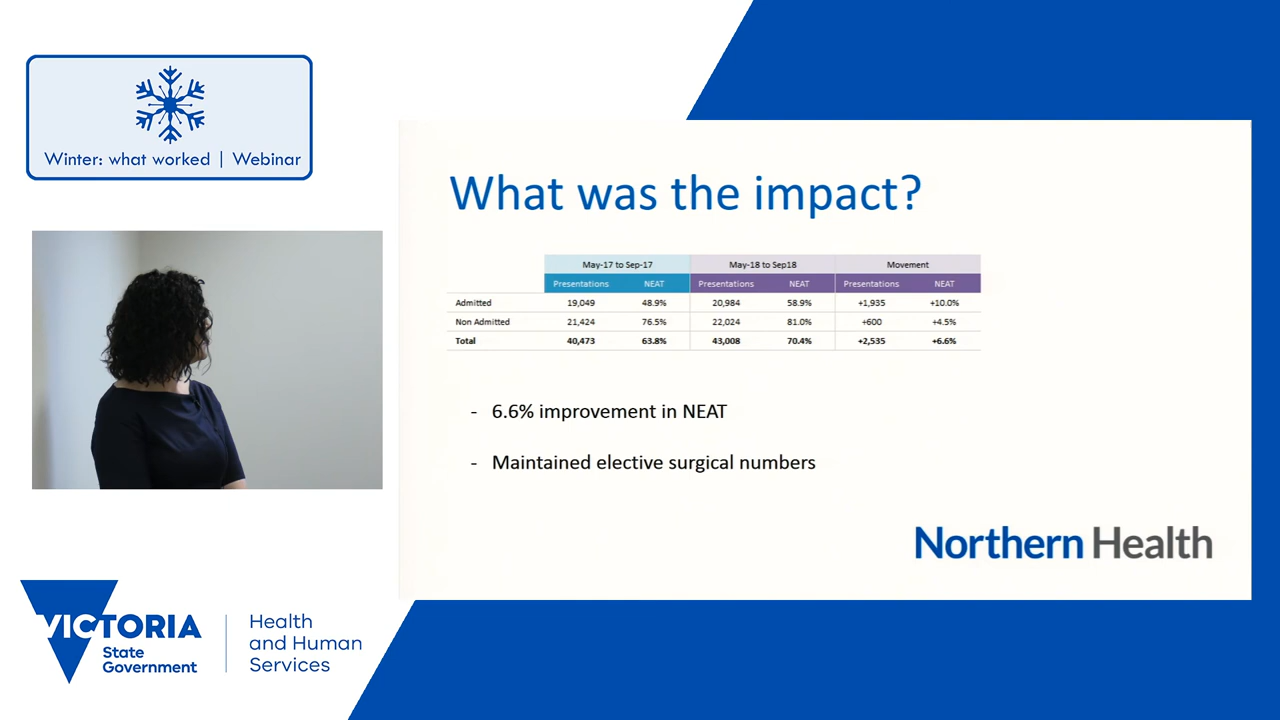 Winter: what worked | Webinar
What was the impact?
May-17 to Sep-17 May-18 to Sep18 Movement
Presentations NEAT Presentations NEAT Presentations NEAT
Admitted 19,049 48.9% 20,984 58.9% +1,935 +10.0%
Non Admitted 21,424 76.5% 22,024 81.0% +600 +4.5%
Total 40,473 63.8% 43,008 70.4% +2,535 +6.6%
- 6.6% improvement in NEAT
- Maintained elective surgical numbers
Northern Health
VICTORIA
State
Government
Health
and Human
Services